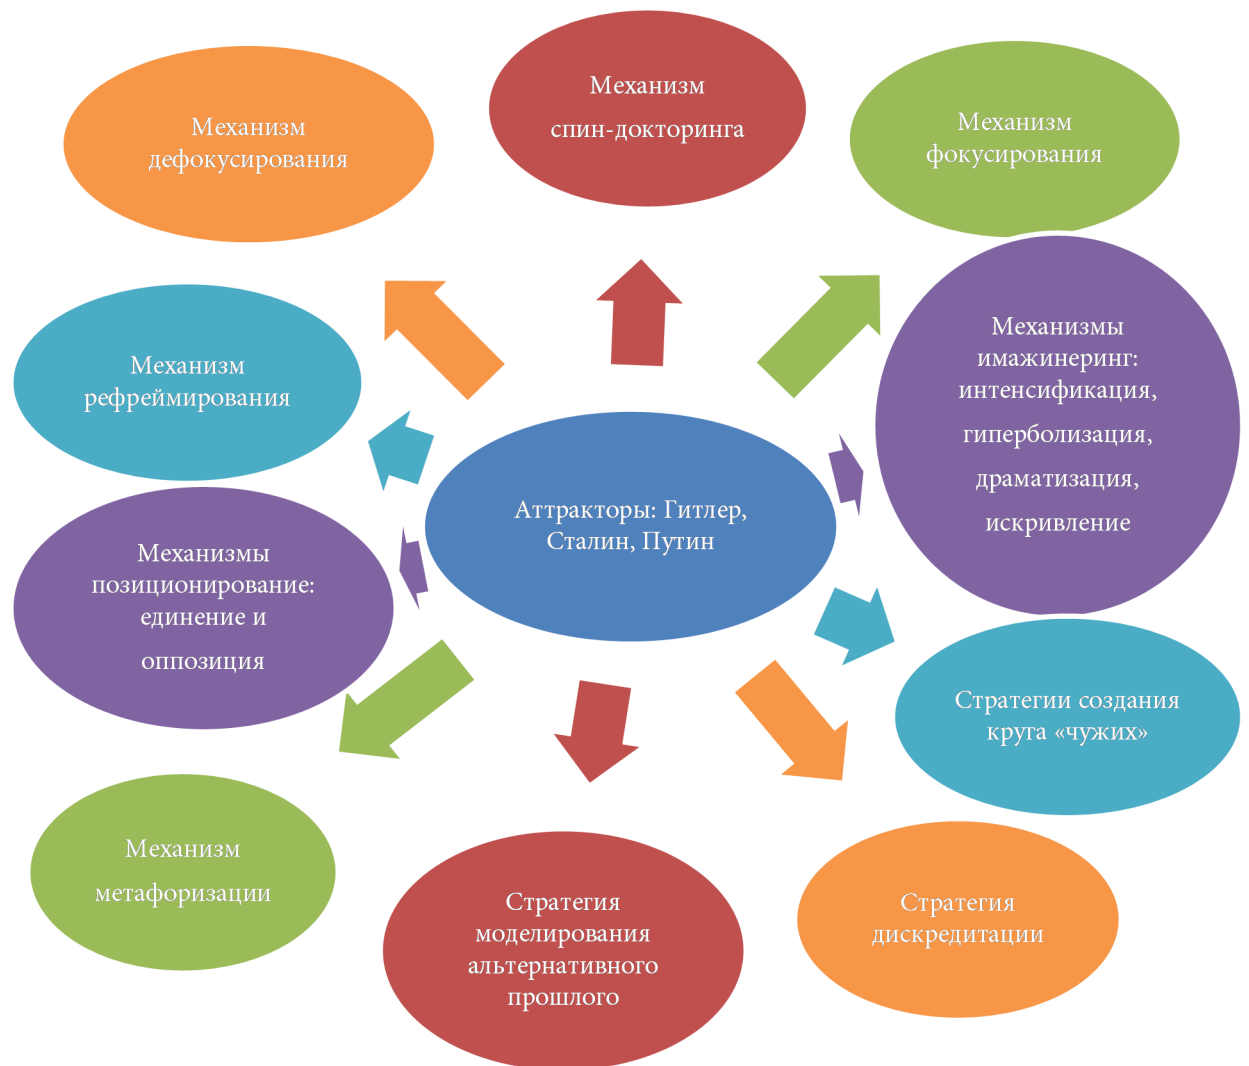 Механизм
спин-докторинга
Механизм
фокусирования
Механизмы
имажинеринг:
интенсификация,
гиперболизация,
драматизация,
искривление
Стратегии создания
круга «чужих»
Стратегия
дискредитации
Стратегия
моделирования
альтернативного
прошлого
Механизм
метафоризации
Механизмы
позиционирование:
единение и
оппозиция
Механизм
рефреймирования
Механизм
дефокусирования
Аттракторы: Гитлер,
Сталин, Путин